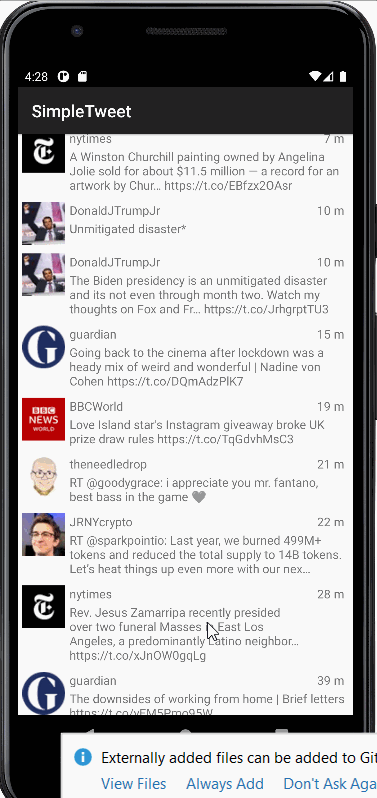 4:28
SimpleTweet
nytimes 7 m
A Winston Churchill painting owned by Angelina
Jolie sold for about $11.5 million — a record for an
artwork by Chur... https://t.co/EBfzx2OAsr
DonaldJTrumpJr 10 m
Unmitigated disaster*
DonaldJTrumpJr 10 m
The Biden presidency is an unmitigated disaster
and its not even through month two. Watch my
thoughts on Fox and Fr... https://t.co/JrhgrptTU3
guardian 15 m
Going back to the cinema after lockdown was a
heady mix of weird and wonderful | Nadine von
Cohen https://t.co/DQmAdzPlK7
BBC
NEWS
WORLD
BBCWorld 19 m
Love Island star's Instagram giveaway broke UK
prize draw rules https://t.co/TqGdvhMsC3
theneedledrop 21 m
RT @goodygrace: i appreciate you mr. fantano,
best bass in the game 🖤
JRNYcrypto 22 m
RT @sparkpointio: Last year, we burned 499M+
tokens and reduced the total supply to 14B tokens.
Let's heat things up even more with our nex...
nytimes 28 m
Rev. Jesus Zamarripa recently presided
over two funeral Masses in East Los
Angeles, a predominantly Latino neighbor...
https://t.co/xJnOW0gqLg
guardian 39 m
The downsides of working from home | Brief letters
https://t.co/yEM5Pmo95W
Externally added files can be added to Git
View Files Always Add Don't Ask Aga